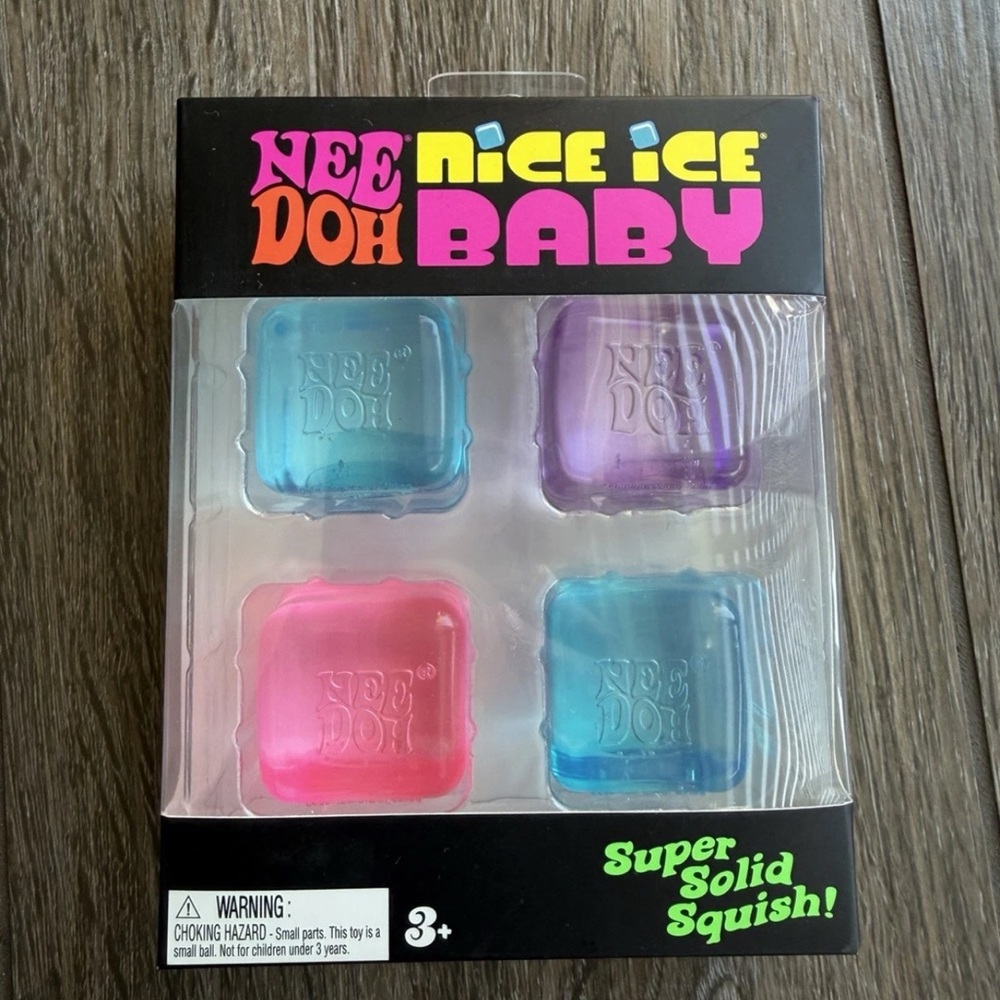 NEE® NICE ICE®
DOH BABY
NEE®
DOH
NEE®
DOH
NEE®
DOH
NEE®
DOH
Super
Solid
Squish!
⚠ WARNING:
CHOKING HAZARD - Small parts. This toy is a
small ball. Not for children under 3 years.
3+